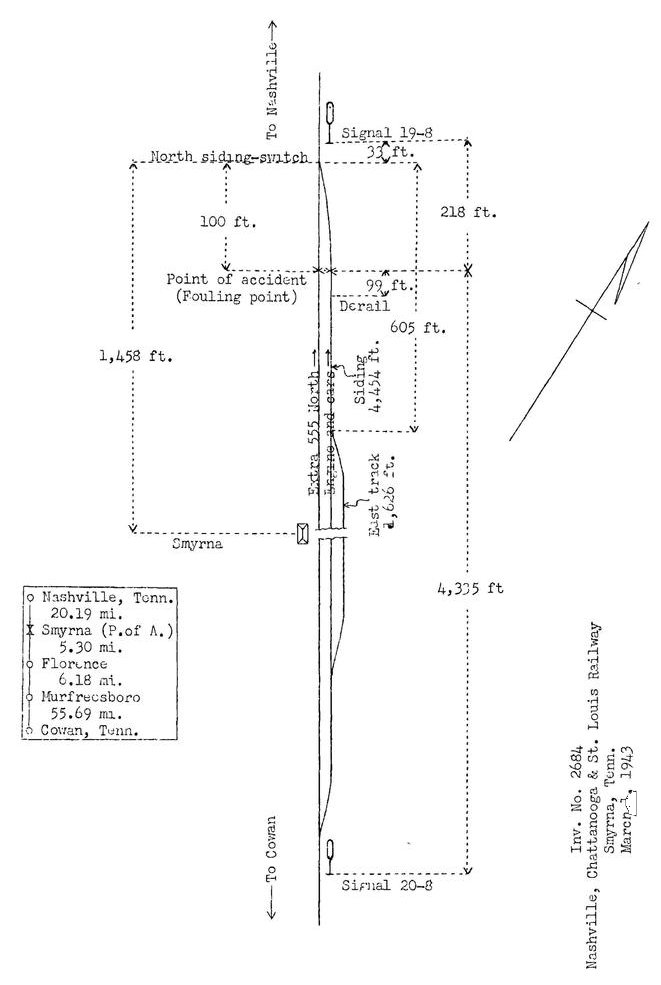 To Nashville
Signal 19-8
33 ft.
North siding-switch
100 ft.
218 ft.
Point of accident
(Fouling point)
99 ft.
Derail
605 ft.
1,458 ft.
Siding
4,454 ft.
Extra 555 North
Engine and cars
East track
1,626 ft.
Smyrna
4,335 ft
Nashville, Tenn.
20.19 mi.
Smyrna (P.of A.)
5.30 mi.
Florence
6.18 mi.
Murfreesboro
55.69 mi.
Cowan, Tenn.
To Cowan
Signal 20-8
Inv. No. 2684
Nashville, Chattanooga & St. Louis Railway
Smyrna, Tenn.
1943